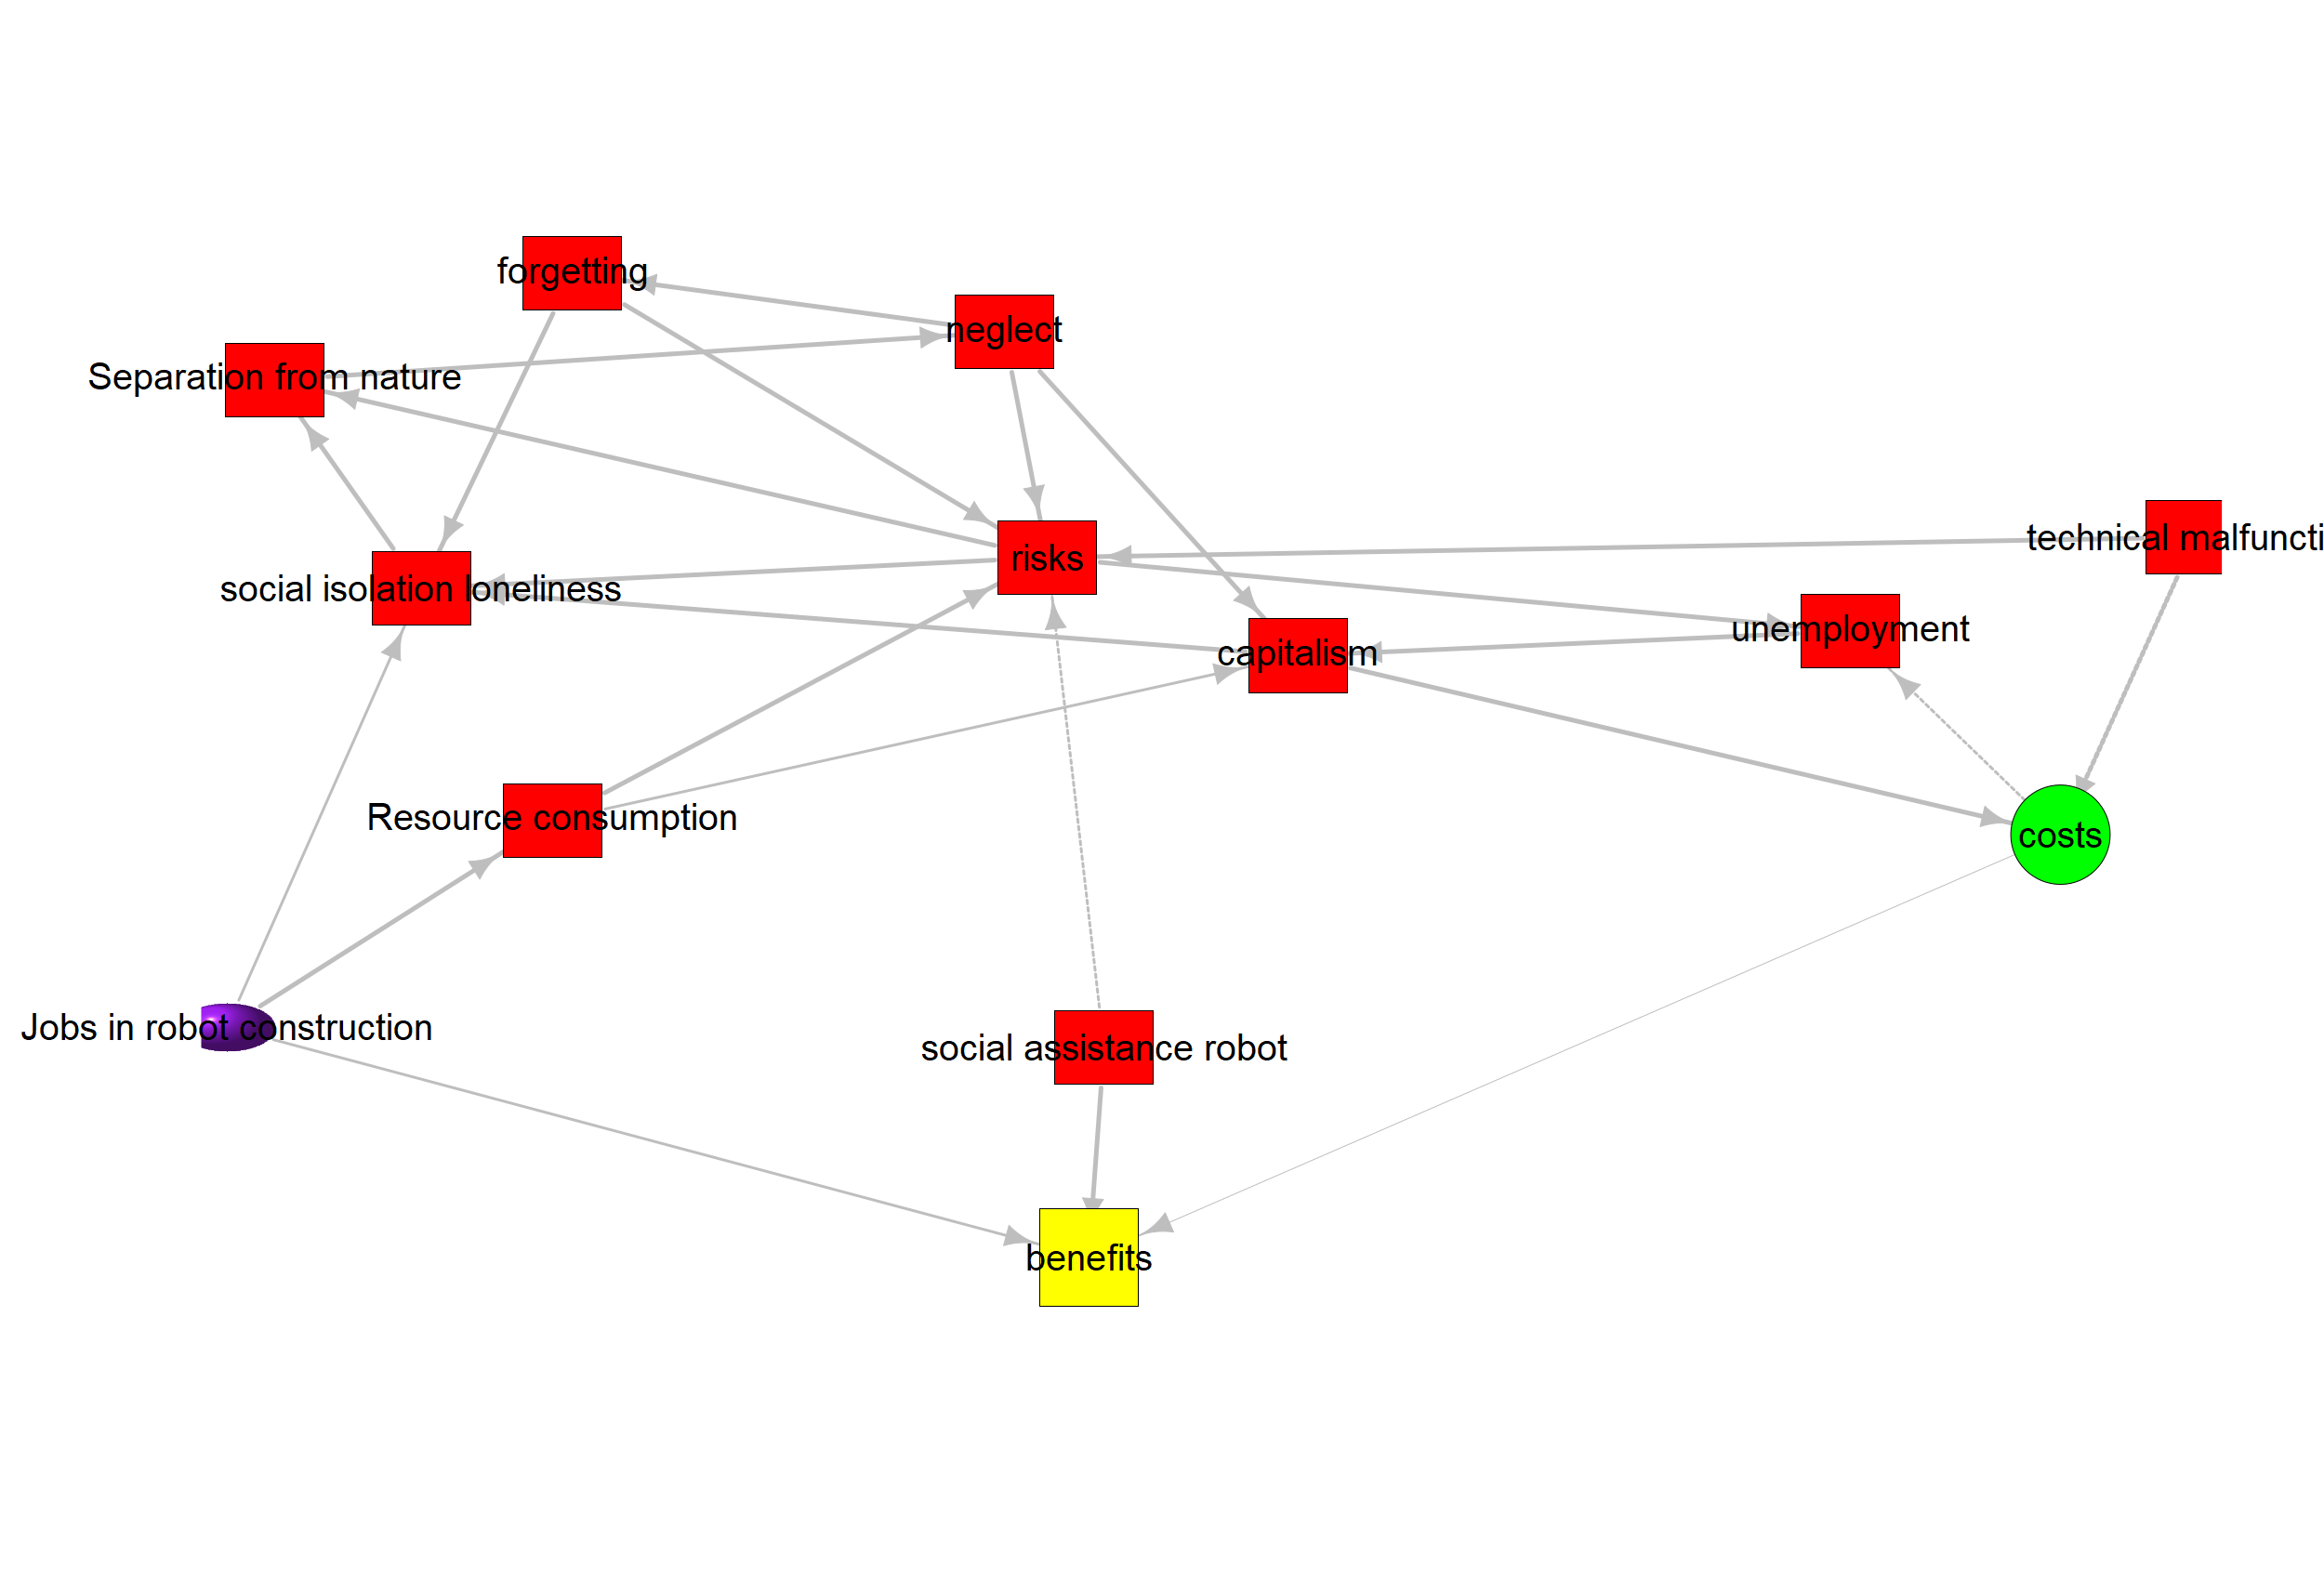 forgetting
neglect
Separation from nature
technical malfuncti
risks
social isolation loneliness
unemployment
capitalism
Resource consumption
costs
Jobs in robot construction
social assistance robot
benefits